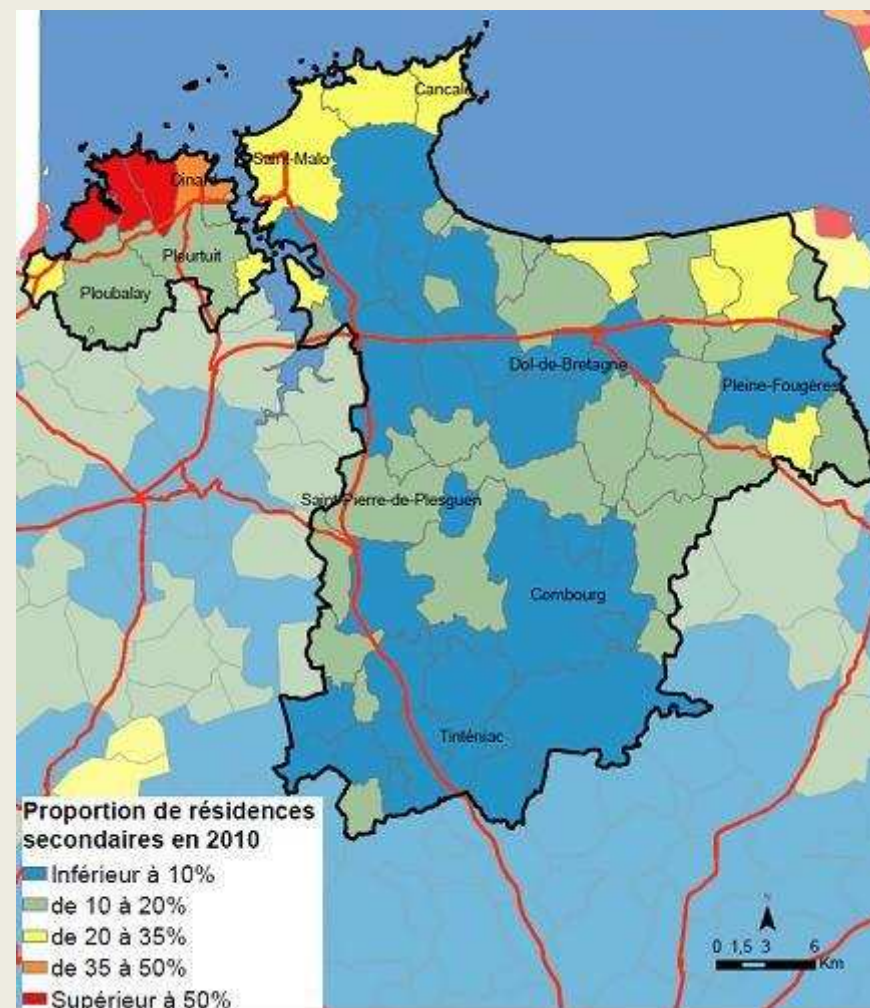 Cancale
Saint-Malo
Dinard
Pleurtuit
Ploubalay
Dol-de-Bretagne
Pleine-Fougères
Saint-Pierre-de-Plesguen
Combourg
Tinténiac
Proportion de résidences
secondaires en 2010
Inférieur à 10%
de 10 à 20%
de 20 à 35%
de 35 à 50%
Supérieur à 50%
N
0 1,5 3 6
Km